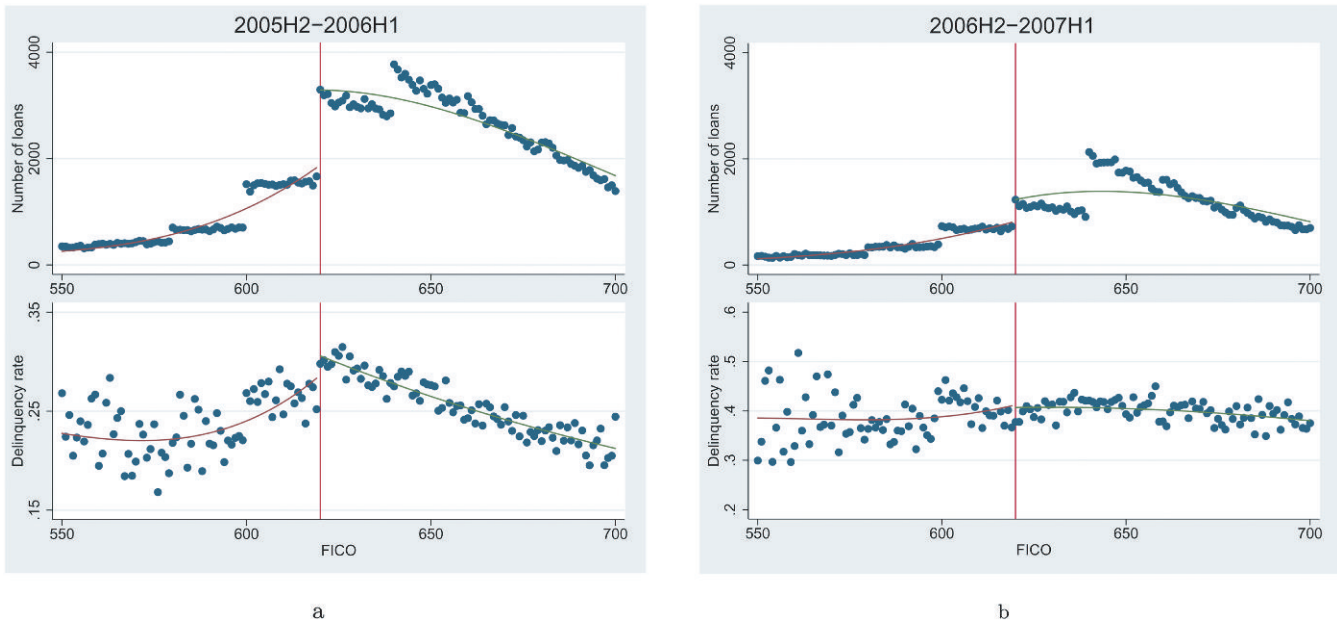 2005H2–2006H1
Number of loans
4000
2000
0
550 600 650 700
Delinquency rate
.35
.25
.15
550 600 650 700
FICO
a
2006H2–2007H1
Number of loans
4000
2000
0
550 600 650 700
Delinquency rate
.6
.5
.4
.3
.2
550 600 650 700
FICO
b